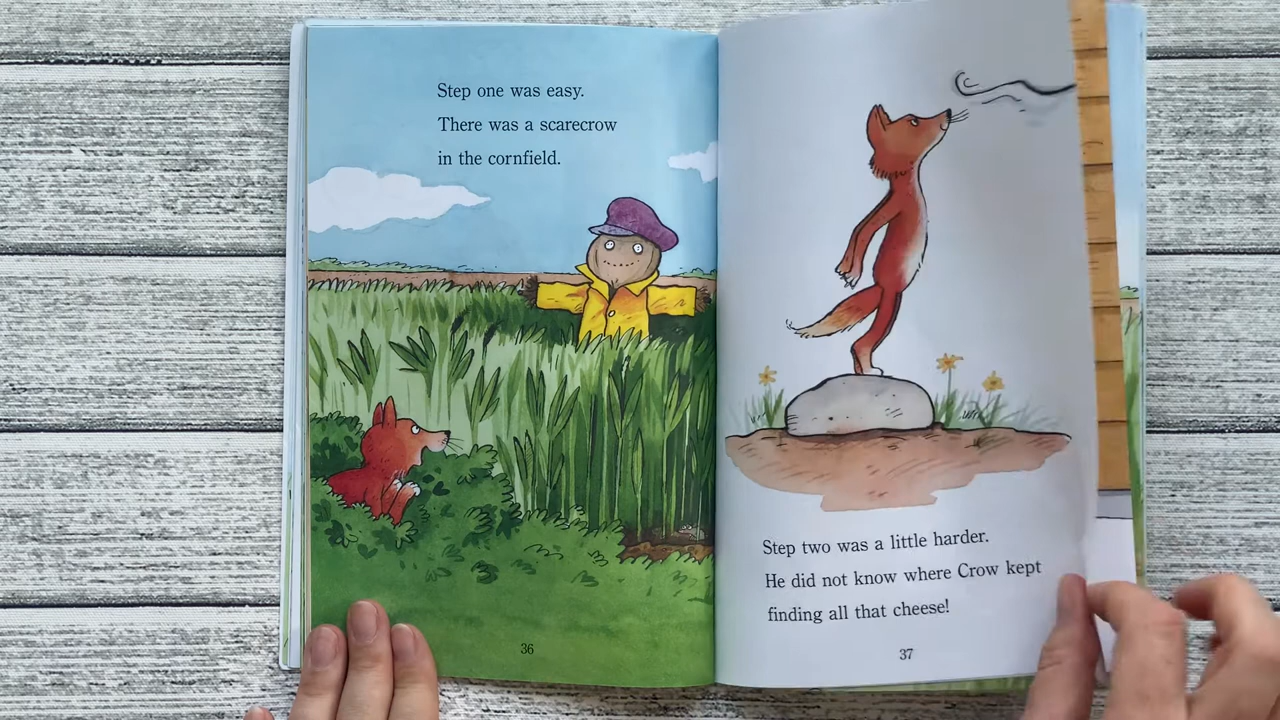 Step one was easy.
There was a scarecrow
in the cornfield.
36
Step two was a little harder.
He did not know where Crow kept
finding all that cheese!
37